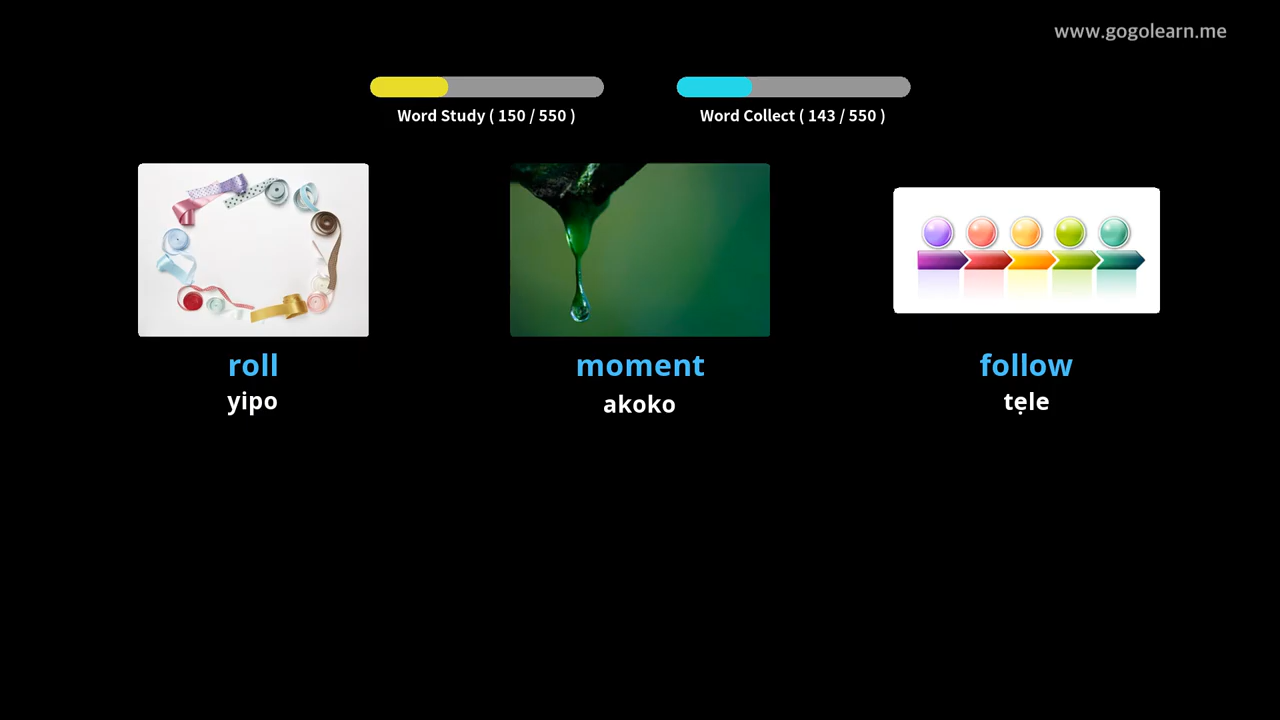 www.gogolearn.me
Word Study ( 150 / 550 )
Word Collect ( 143 / 550 )
roll
yipo
moment
akoko
follow
tẹle